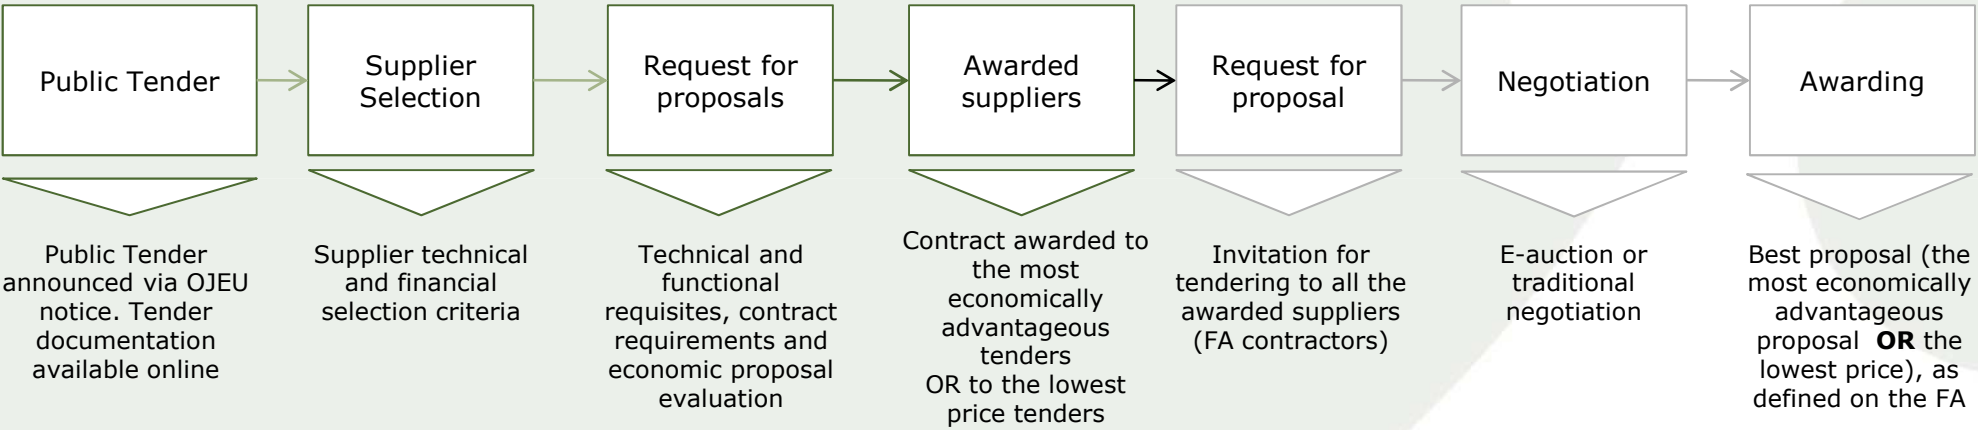 Public Tender
Supplier
Selection
Request for
proposals
Awarded
suppliers
Request for
proposal
Negotiation
Awarding
Public Tender
announced via OJEU
notice. Tender
documentation
available online
Supplier technical
and financial
selection criteria
Technical and
functional
requisites, contract
requirements and
economic proposal
evaluation
Contract awarded to
the most
economically
advantageous
tenders
OR to the lowest
price tenders
Invitation for
tendering to all the
awarded suppliers
(FA contractors)
E-auction or
traditional
negotiation
Best proposal (the
most economically
advantageous
proposal OR the
lowest price), as
defined on the FA